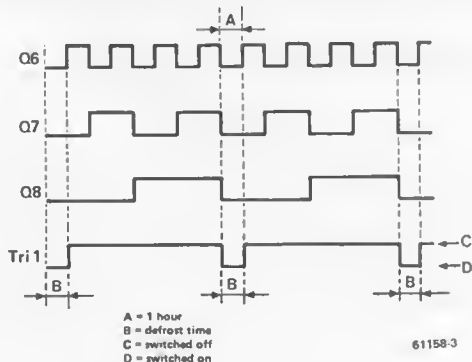 A
Q6
Q7
Q8
Tri 1
C
D
B
B
B
A = 1 hour
B = defrost time
C = switched off
D = switched on
61158-3